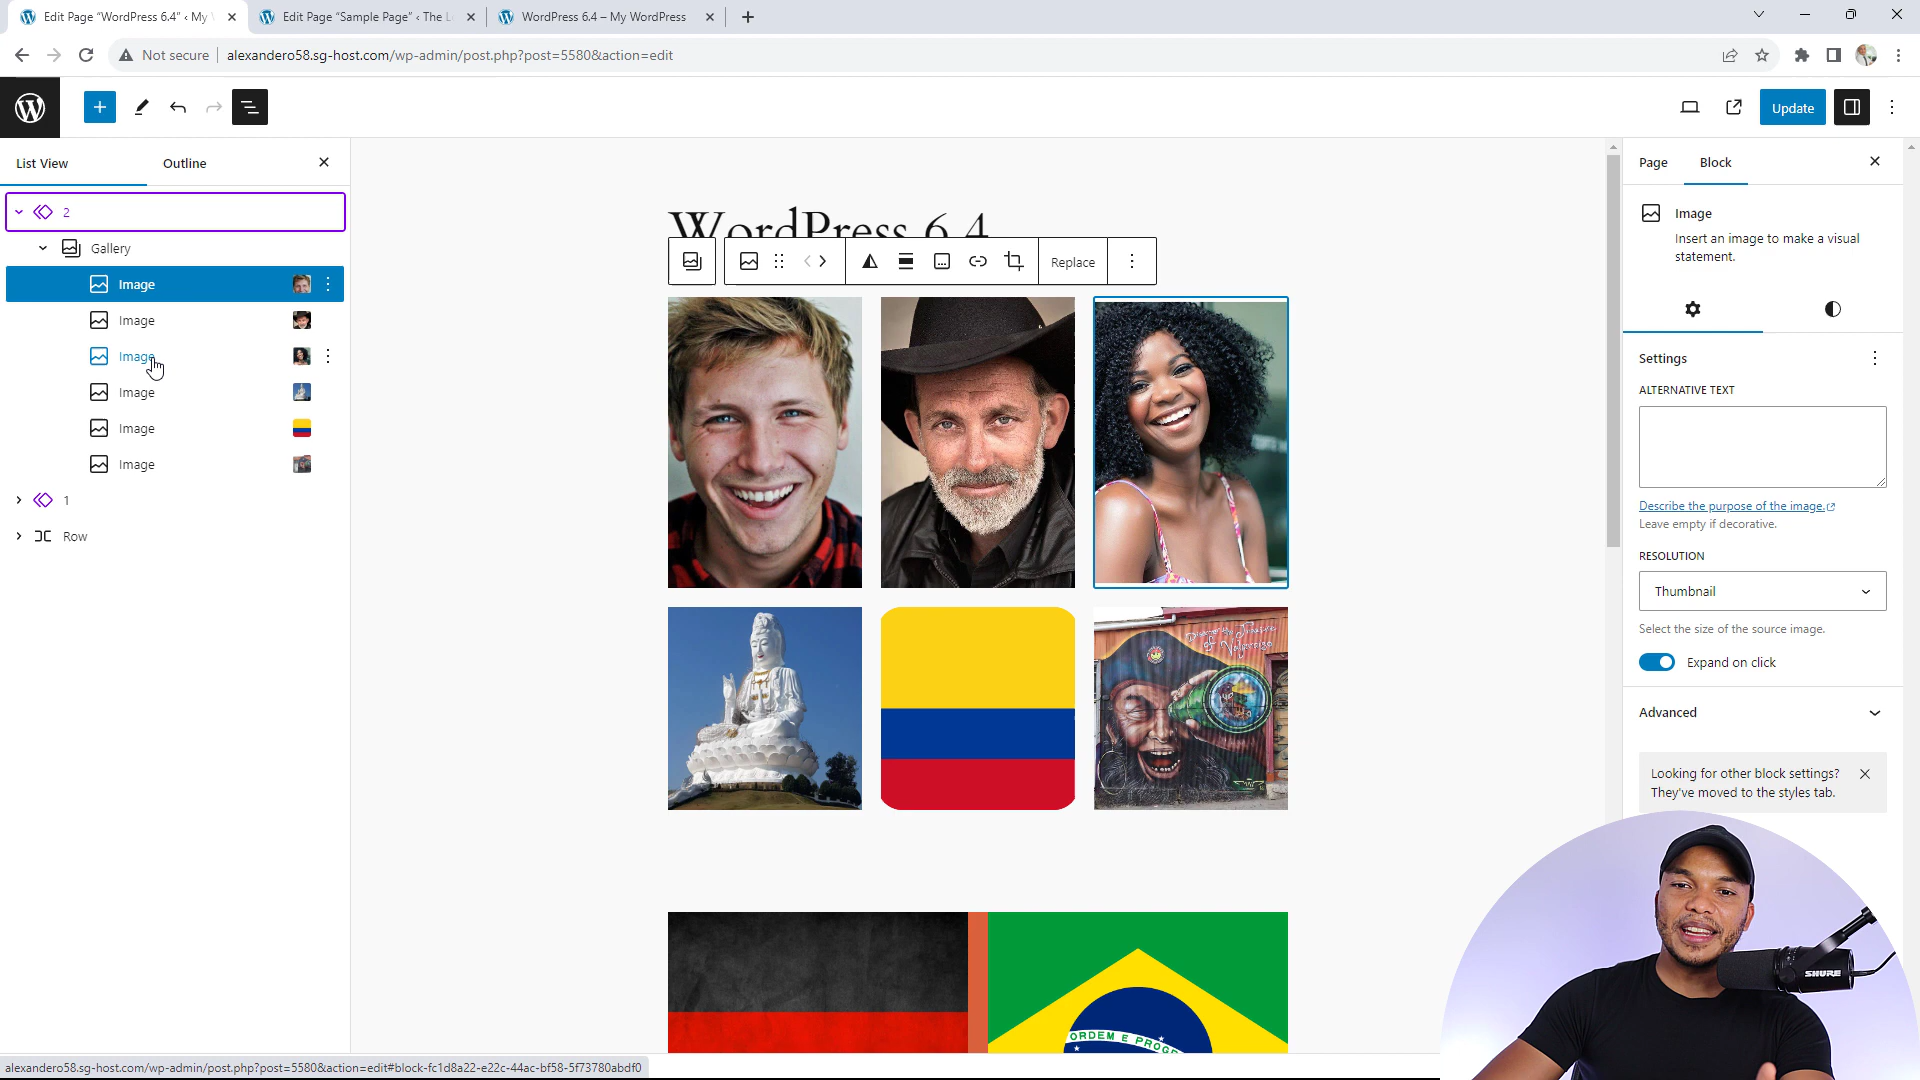 Edit Page "WordPress 6.4" ‹ My W
Edit Page "Sample Page" ‹ The L
WordPress 6.4 – My WordPress
Not secure
alexandero58.sg-host.com/wp-admin/post.php?post=5580&action=edit
Update
List View
Outline
Page
Block
2
Gallery
Image
Image
Image
Image
Image
Image
1
Row
WordPress 6.4
Replace
ORDEM E PROG
Image
Insert an image to make a visual
statement.
Settings
ALTERNATIVE TEXT
Describe the purpose of the image.
Leave empty if decorative.
RESOLUTION
Thumbnail
Select the size of the source image.
Expand on click
Advanced
Looking for other block settings?
They've moved to the styles tab.
SHURE
alexandero58.sg-host.com/wp-admin/post.php?post=5580&action=edit#block-fc1d8a22-e22c-44ac-bf58-5f73780abdf0